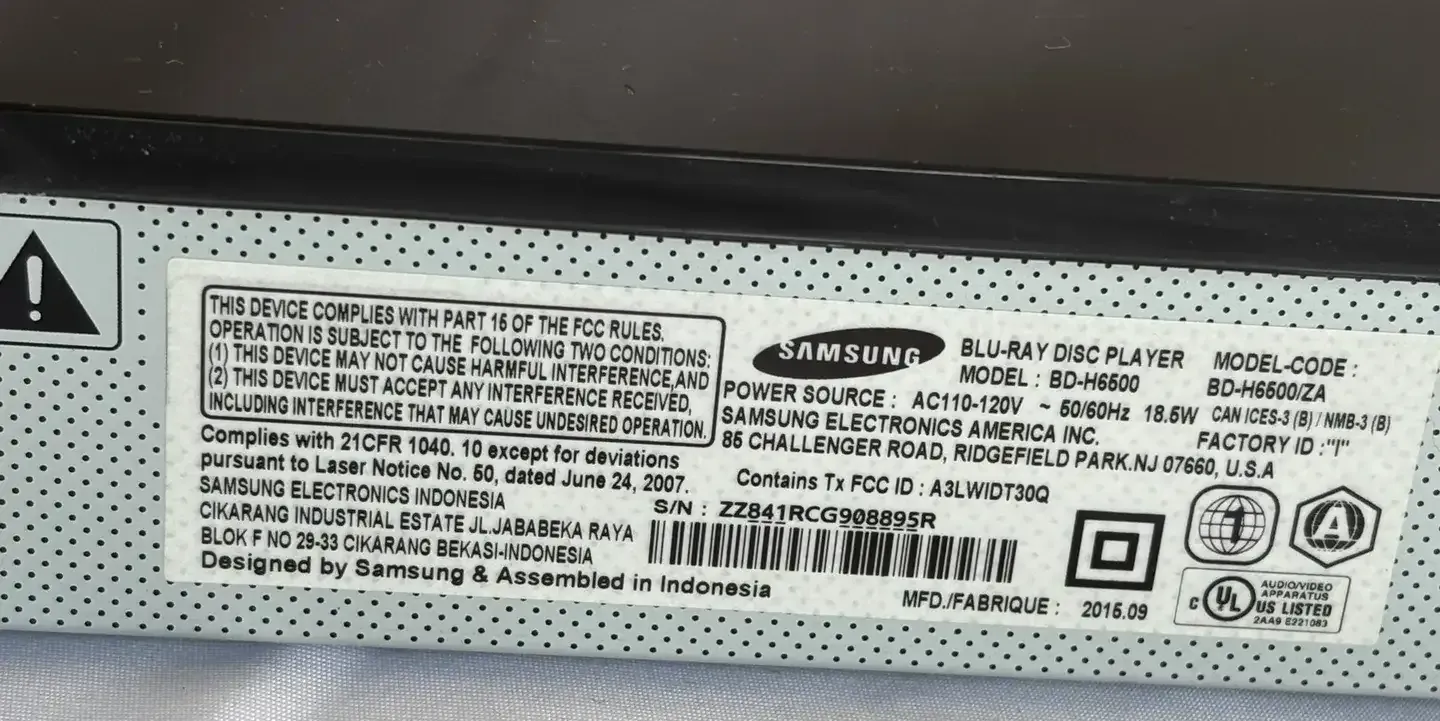 THIS DEVICE COMPLIES WITH PART 15 OF THE FCC RULES.
OPERATION IS SUBJECT TO THE FOLLOWING TWO CONDITIONS:
(1) THIS DEVICE MAY NOT CAUSE HARMFUL INTERFERENCE,AND
(2) THIS DEVICE MUST ACCEPT ANY INTERFERENCE RECEIVED,
INCLUDING INTERFERENCE THAT MAY CAUSE UNDESIRED OPERATION.
Complies with 21CFR 1040. 10 except for deviations
pursuant to Laser Notice No. 50, dated June 24, 2007.
SAMSUNG ELECTRONICS INDONESIA
CIKARANG INDUSTRIAL ESTATE JL.JABABEKA RAYA
BLOK F NO 29-33 CIKARANG BEKASI-INDONESIA
Designed by Samsung & Assembled in Indonesia
SAMSUNG
BLU-RAY DISC PLAYER
MODEL : BD-H6500
MODEL-CODE :
BD-H6500/ZA
POWER SOURCE : AC110-120V ~ 50/60Hz 18.5W CAN ICES-3 (B) / NMB-3 (B)
SAMSUNG ELECTRONICS AMERICA INC. FACTORY ID :"I"
85 CHALLENGER ROAD, RIDGEFIELD PARK.NJ 07660, U.S.A
Contains Tx FCC ID : A3LWIDT30Q
S/N : ZZ841RCG908895R
MFD./FABRIQUE : 2015.09
1
A
C UL US LISTED
AUDIO/VIDEO
APPARATUS
2AA9 E221083